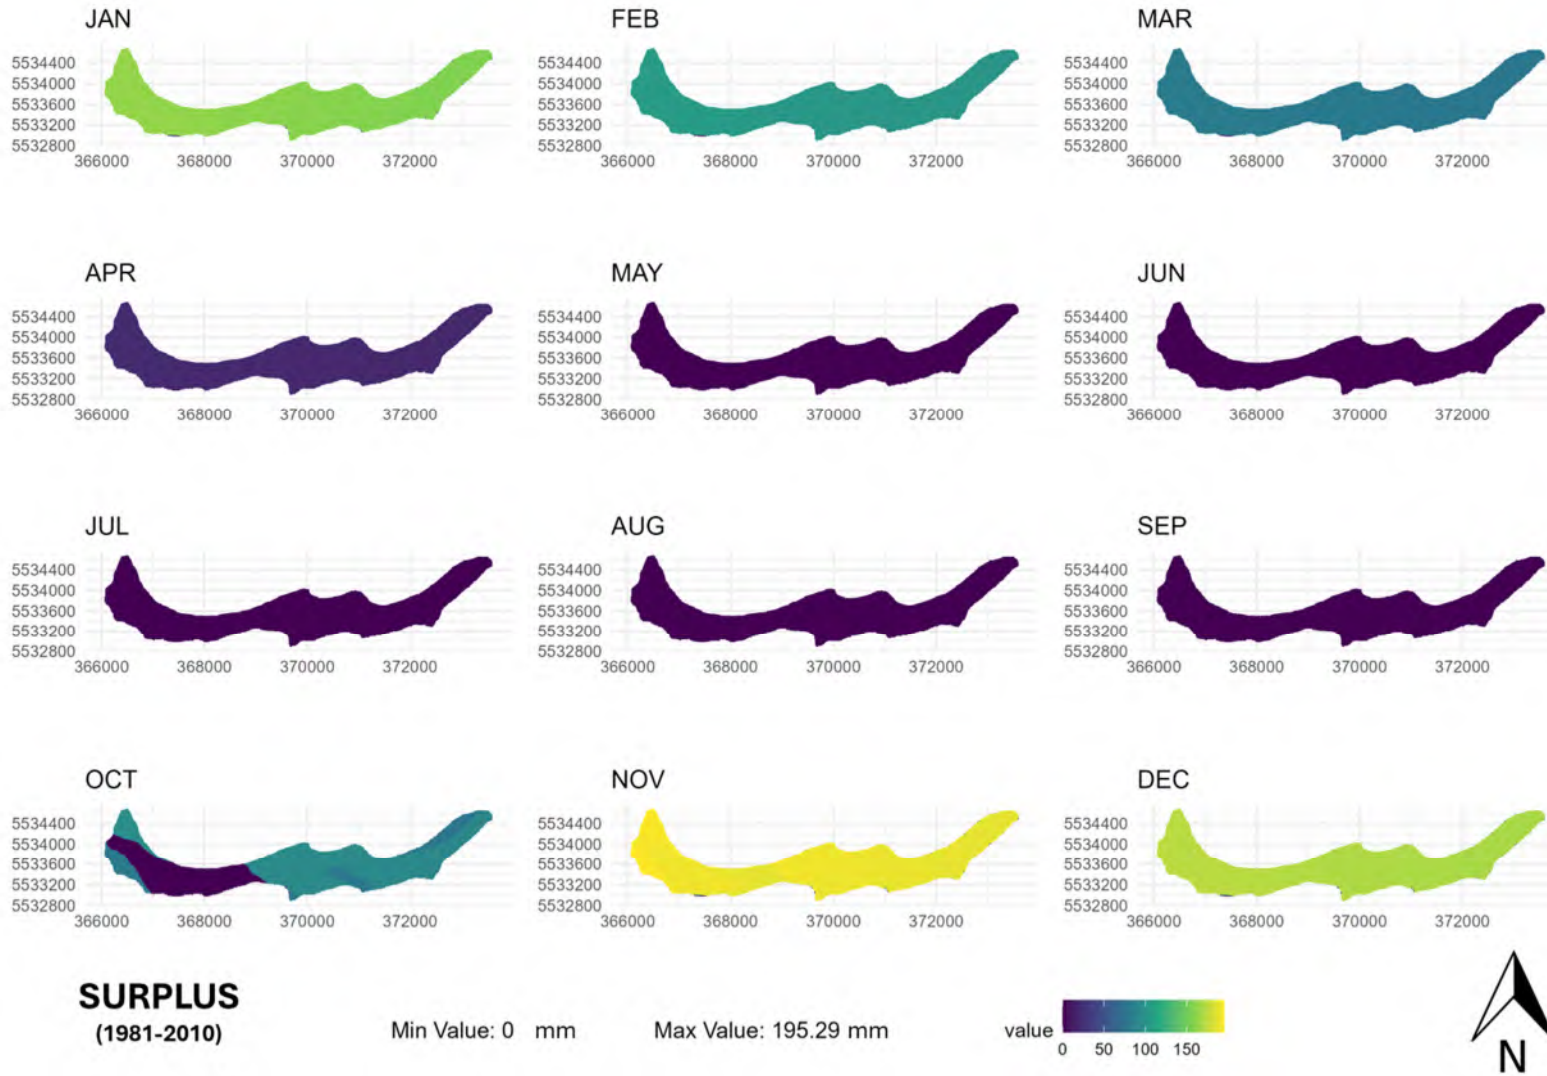 JAN FEB MAR
5534400 5534400 5534400
5534000 5534000 5534000
5533600 5533600 5533600
5533200 5533200 5533200
5532800 5532800 5532800
366000 368000 370000 372000 366000 368000 370000 372000 366000 368000 370000 372000
APR MAY JUN
5534400 5534400 5534400
5534000 5534000 5534000
5533600 5533600 5533600
5533200 5533200 5533200
5532800 5532800 5532800
366000 368000 370000 372000 366000 368000 370000 372000 366000 368000 370000 372000
JUL AUG SEP
5534400 5534400 5534400
5534000 5534000 5534000
5533600 5533600 5533600
5533200 5533200 5533200
5532800 5532800 5532800
366000 368000 370000 372000 366000 368000 370000 372000 366000 368000 370000 372000
OCT NOV DEC
5534400 5534400 5534400
5534000 5534000 5534000
5533600 5533600 5533600
5533200 5533200 5533200
5532800 5532800 5532800
366000 368000 370000 372000 366000 368000 370000 372000 366000 368000 370000 372000
SURPLUS
(1981-2010)
Min Value: 0 mm Max Value: 195.29 mm value
0 50 100 150
N